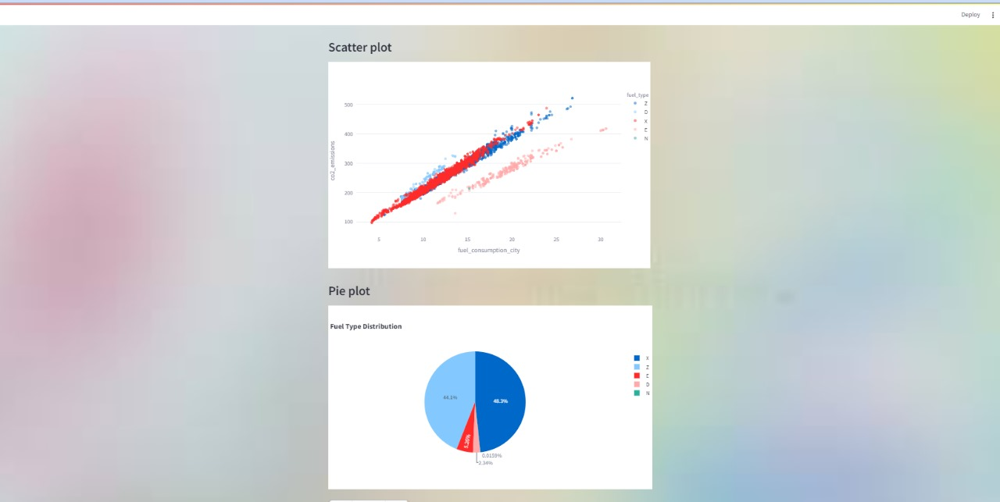 Deploy
Scatter plot
fuel_type
Z
D
X
E
N
500
400
300
200
100
co2_emissions
5
10
15
20
25
30
fuel_consumption_city
Pie plot
Fuel Type Distribution
X
Z
E
D
N
44.1%
48.3%
5.26%
0.0159%
2.34%